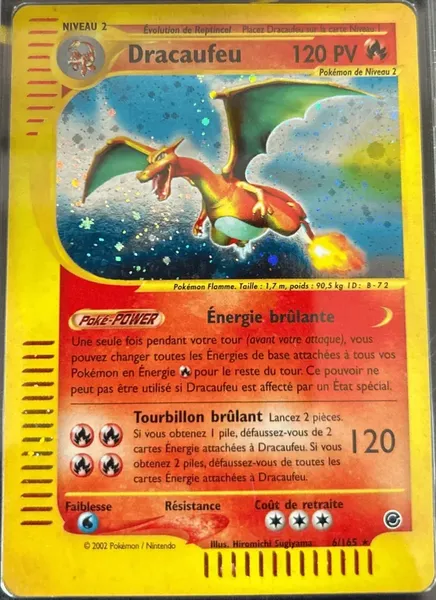 NIVEAU 2
Évolution de Reptincel Placez Dracaufeu sur la carte Niveau 1
Dracaufeu 120 PV
Pokémon de Niveau 2
Pokémon Flamme. Taille : 1,7 m, poids : 90,5 kg ID: B-72
Poké-POWER Énergie brûlante
Une seule fois pendant votre tour (avant votre attaque), vous
pouvez changer toutes les Énergies de base attachées à tous vos
Pokémon en Énergie pour le reste du tour. Ce pouvoir ne
peut pas être utilisé si Dracaufeu est affecté par un État spécial.
Tourbillon brûlant Lancez 2 pièces.
Si vous obtenez 1 pile, défaussez-vous de 2
cartes Énergie attachées à Dracaufeu. Si vous
obtenez 2 piles, défaussez-vous de toutes les
cartes Énergie attachées à Dracaufeu.
120
Faiblesse Résistance Coût de retraite
© 2002 Pokémon / Nintendo Illus. Hiromichi Sugiyama 6/165 ★